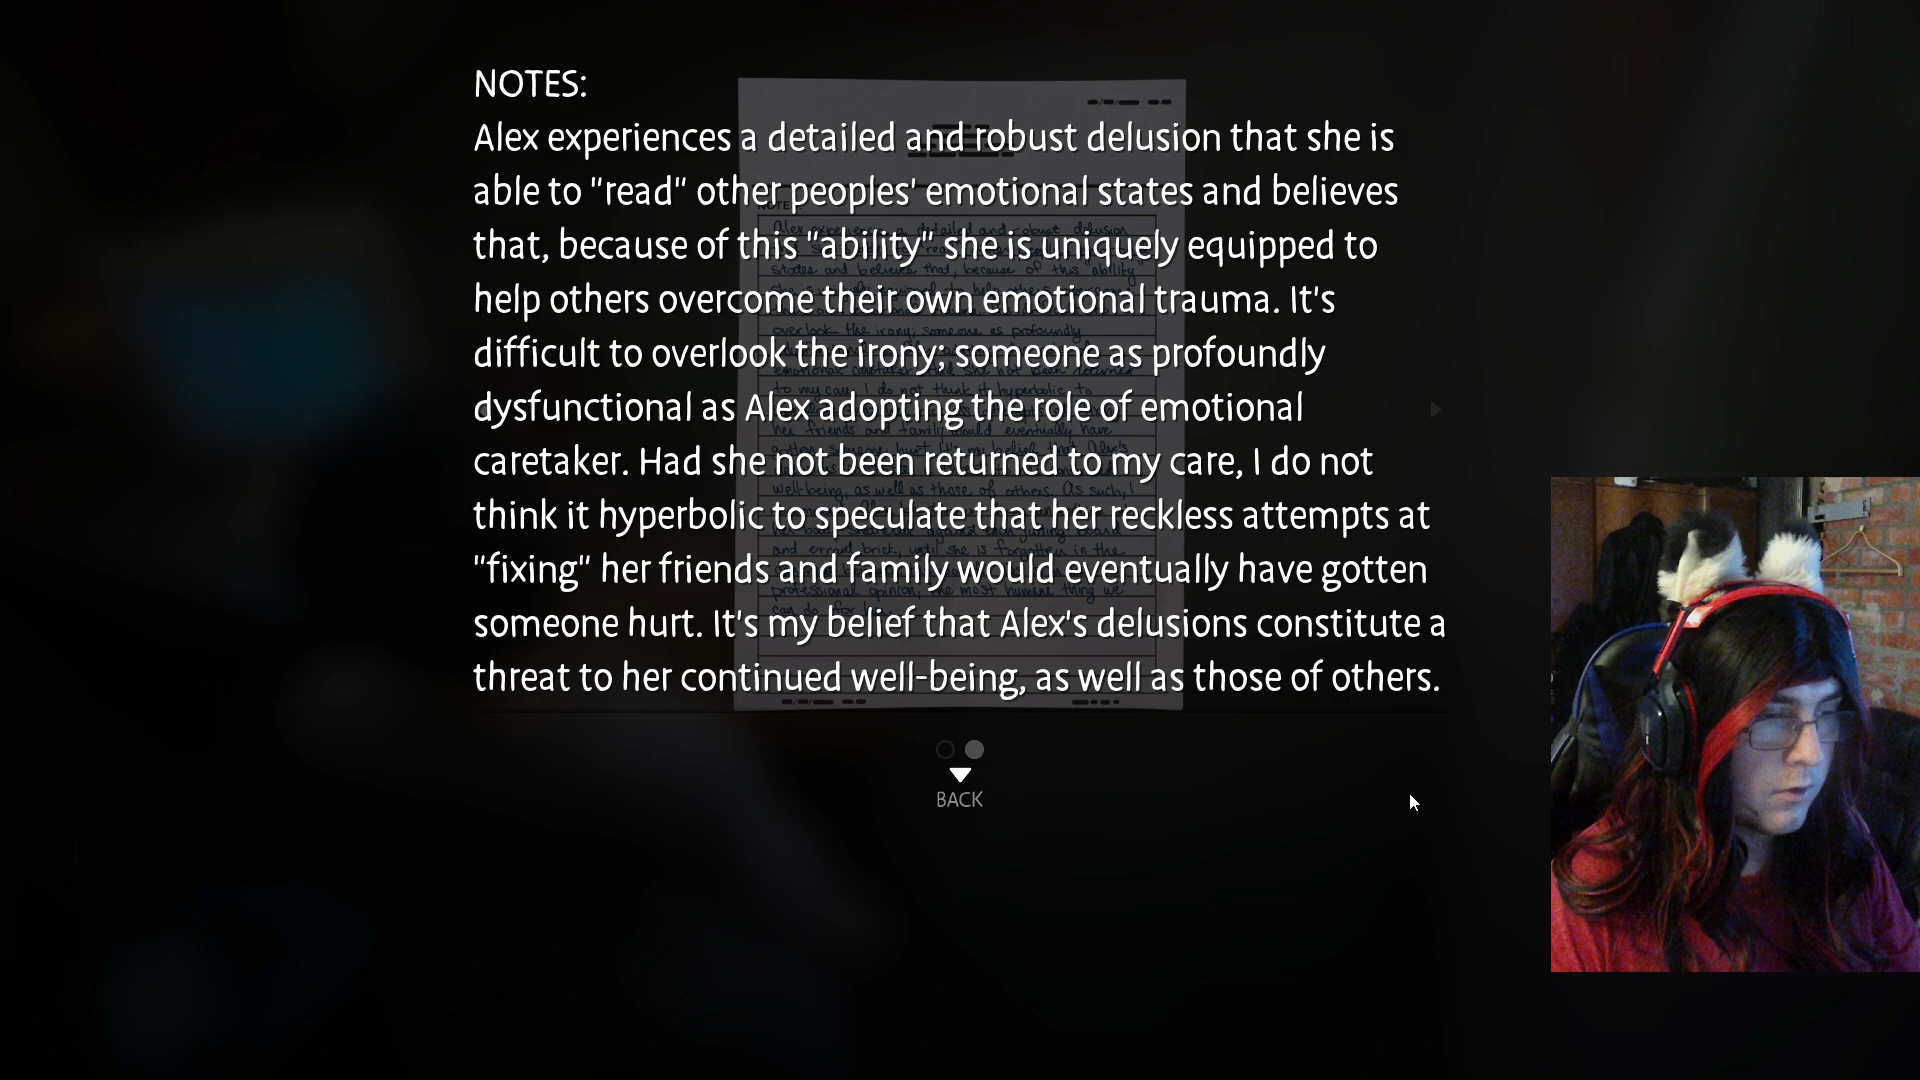 NOTES:
Alex experiences a detailed and robust delusion that she is
able to "read" other peoples' emotional states and believes
that, because of this "ability" she is uniquely equipped to
help others overcome their own emotional trauma. It's
difficult to overlook the irony; someone as profoundly
dysfunctional as Alex adopting the role of emotional
caretaker. Had she not been returned to my care, I do not
think it hyperbolic to speculate that her reckless attempts at
"fixing" her friends and family would eventually have gotten
someone hurt. It's my belief that Alex's delusions constitute a
threat to her continued well-being, as well as those of others.
BACK